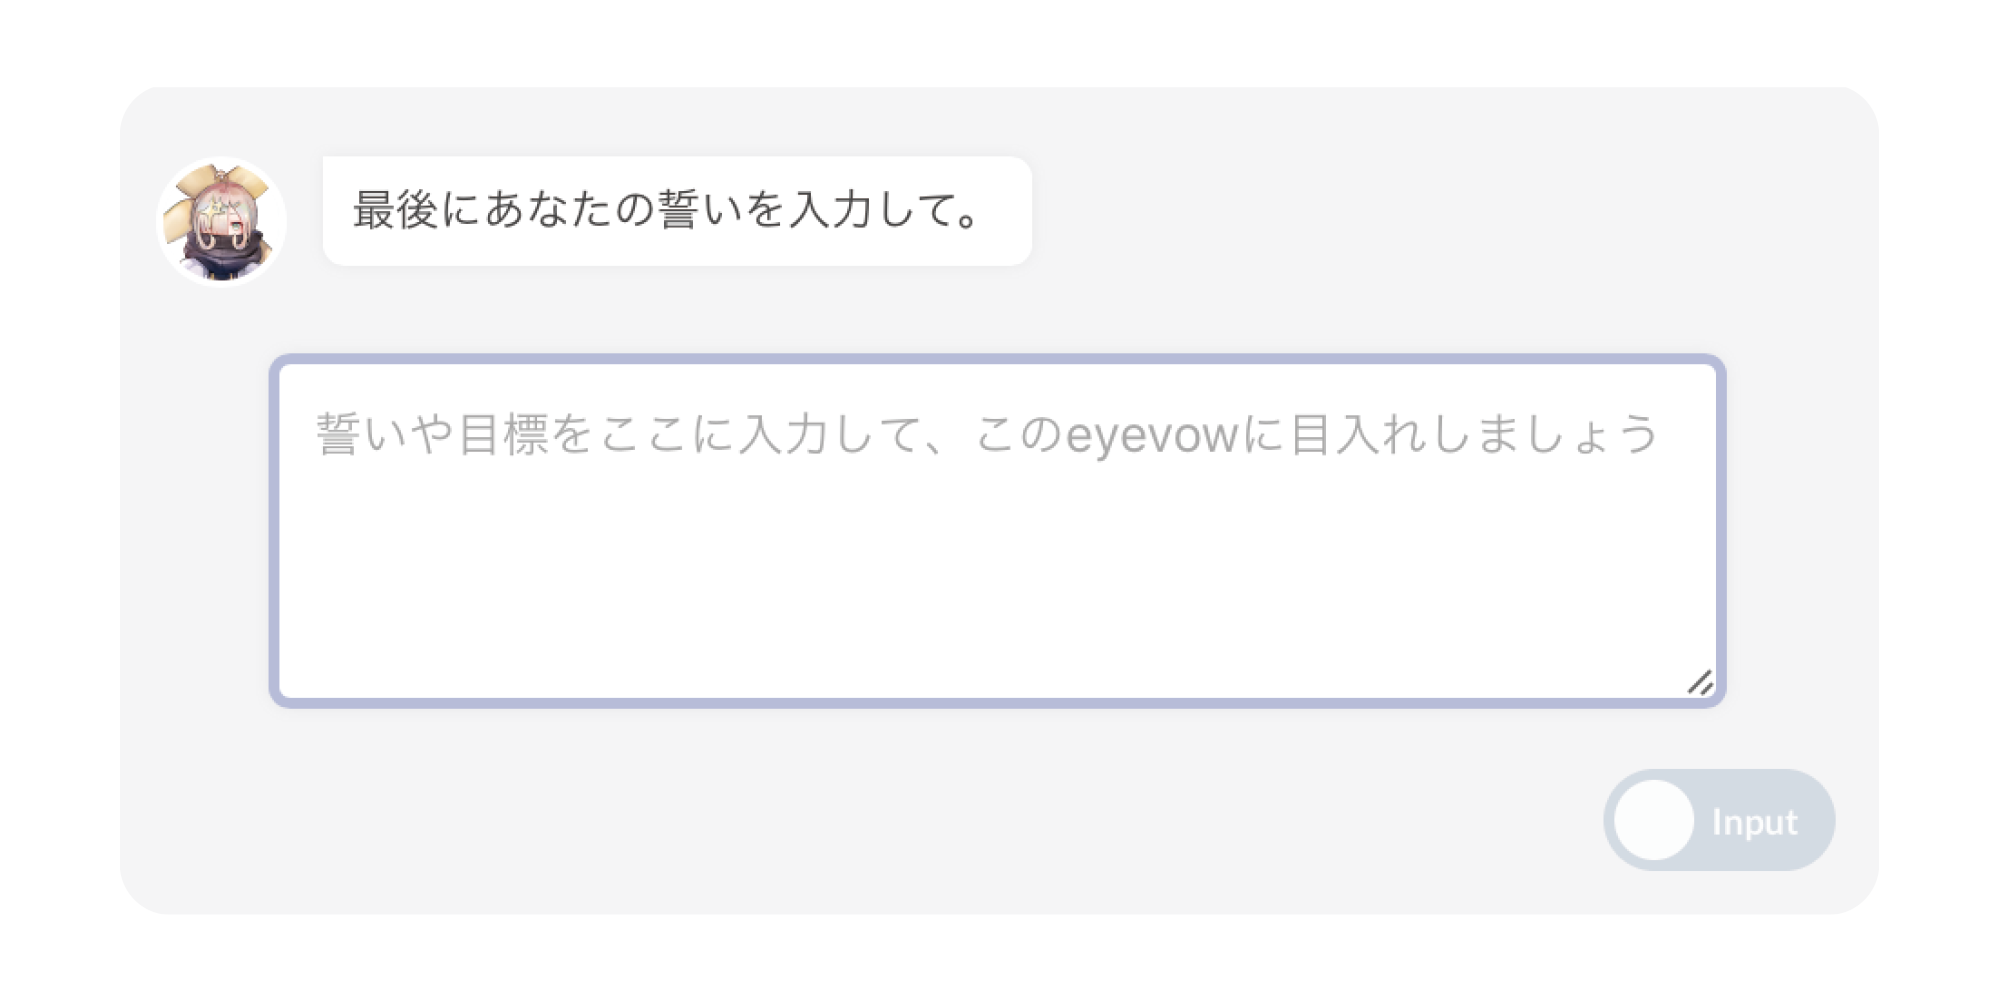 最後にあなたの誓いを入力して。
誓いや目標をここに入力して、このeyevowに目入れしましょう
Input